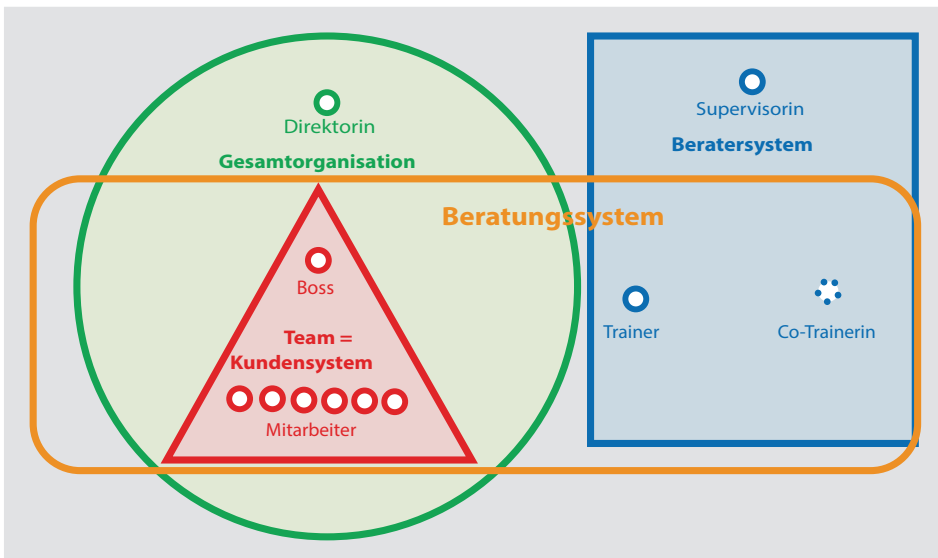 Direktorin
Gesamtorganisation
Supervisorin
Beratersystem
Beratungssystem
Boss
Team =
Kundensystem
Mitarbeiter
Trainer
Co-Trainerin